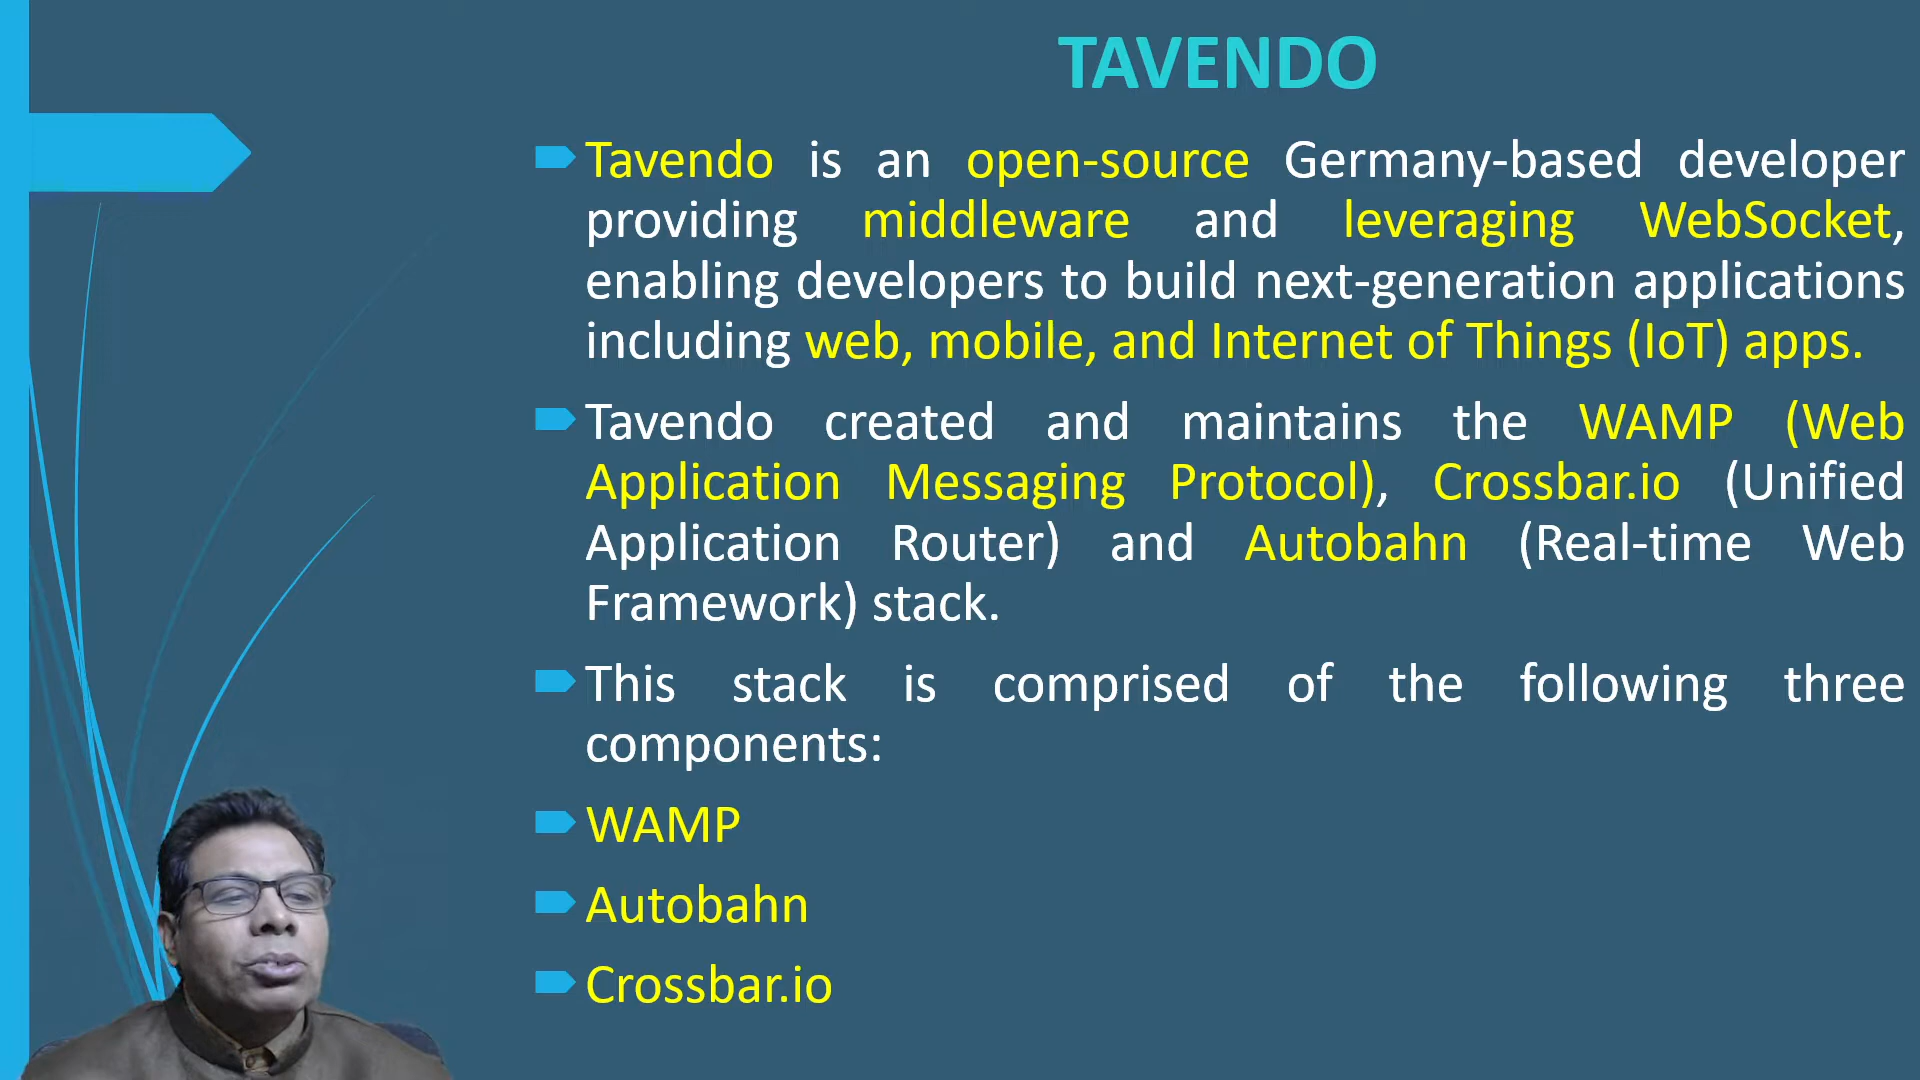 TAVENDO
Tavendo is an open-source Germany-based developer
providing middleware and leveraging WebSocket,
enabling developers to build next-generation applications
including web, mobile, and Internet of Things (IoT) apps.
Tavendo created and maintains the WAMP (Web
Application Messaging Protocol), Crossbar.io (Unified
Application Router) and Autobahn (Real-time Web
Framework) stack.
This stack is comprised of the following three
components:
WAMP
Autobahn
Crossbar.io